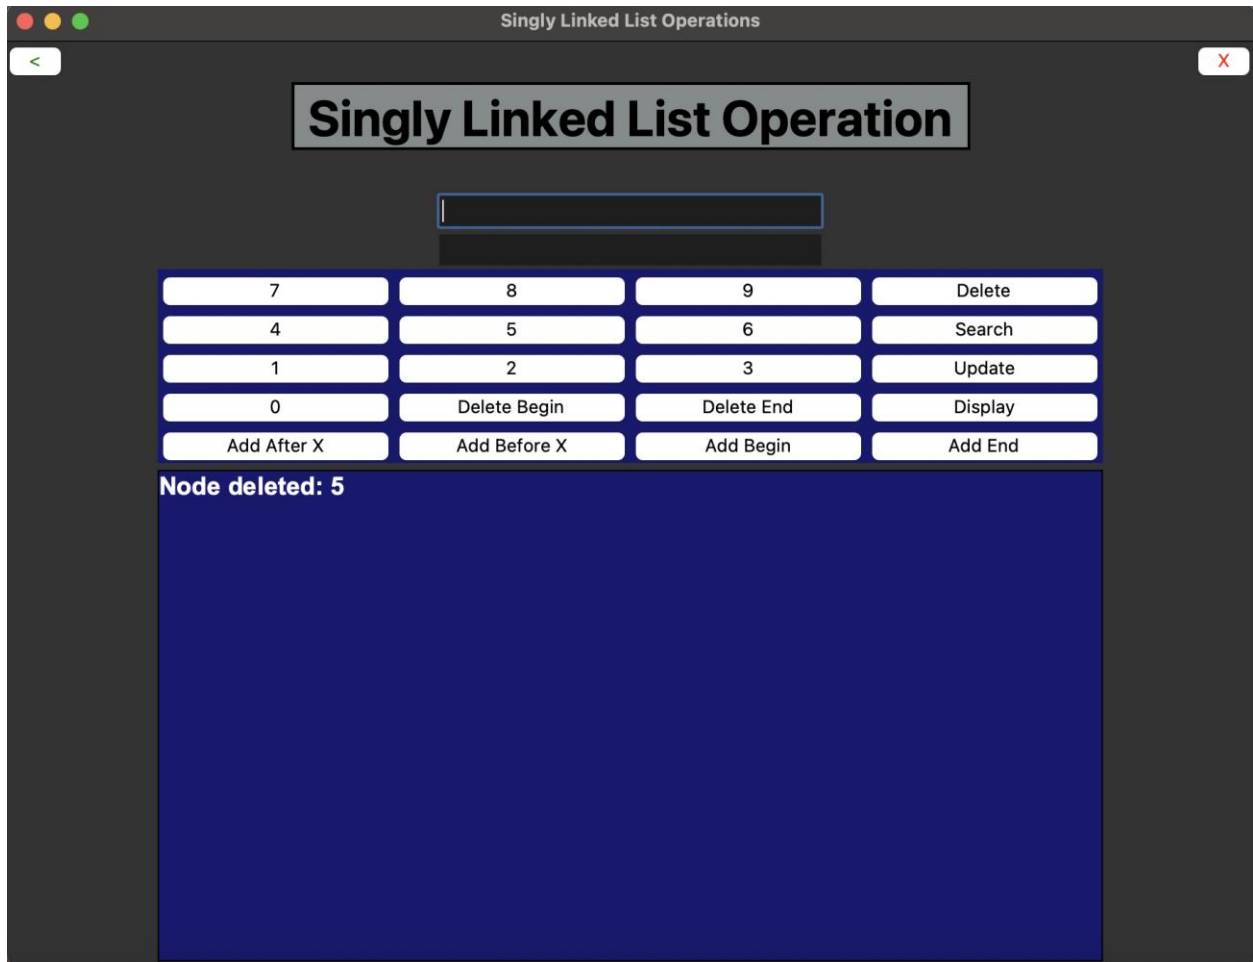 Singly Linked List Operations
< X
Singly Linked List Operation
7 8 9 Delete
4 5 6 Search
1 2 3 Update
0 Delete Begin Delete End Display
Add After X Add Before X Add Begin Add End
Node deleted: 5